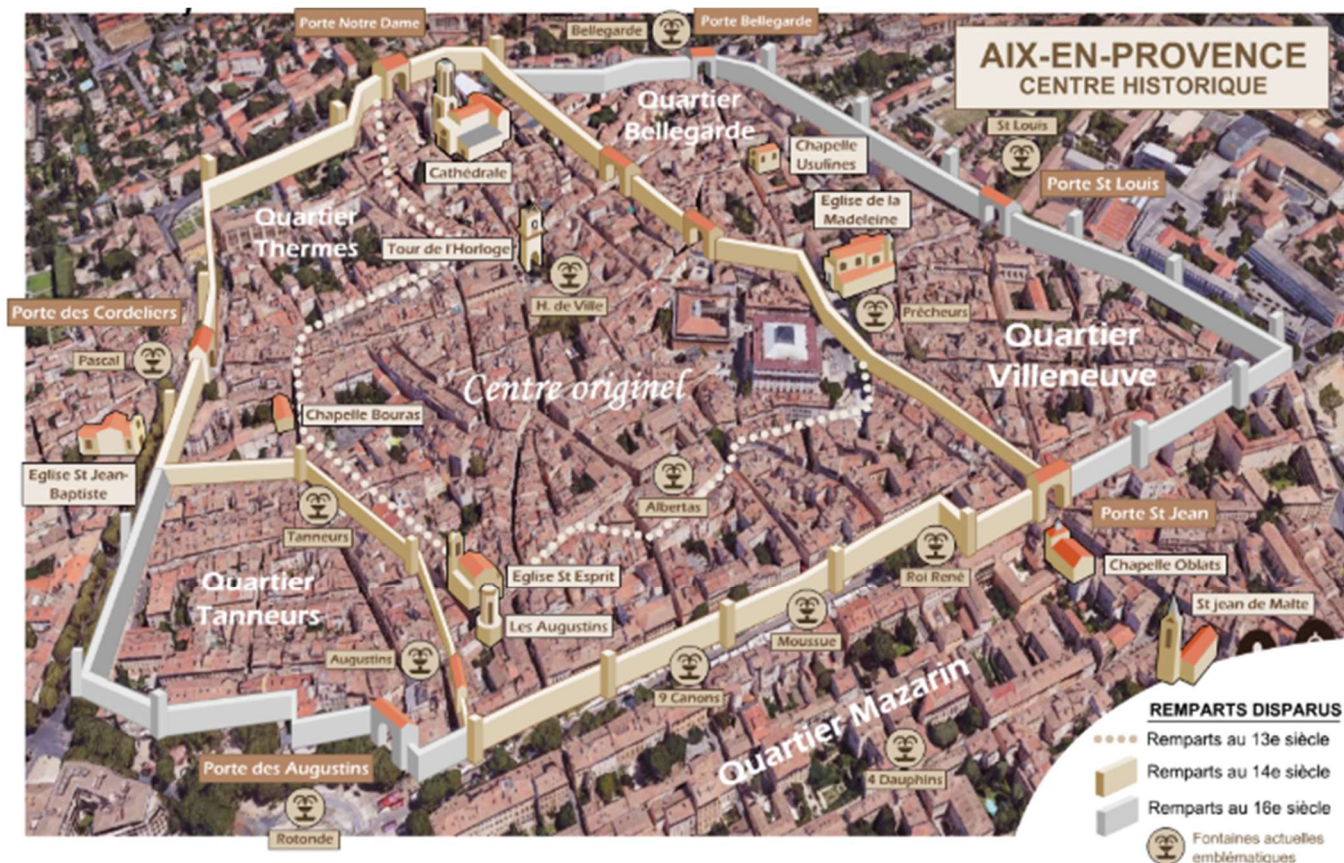 Porte Notre Dame
Bellegarde
Porte Bellegarde
AIX-EN-PROVENCE
CENTRE HISTORIQUE
Quartier
Bellegarde
St Louis
Chapelle
Usulines
Cathédrale
Porte St Louis
Eglise de la
Madeleine
Quartier
Thermes
Tour de l'Horloge
H. de Ville
Porte des Cordeliers
Prêcheurs
Pascal
Quartier
Villeneuve
Centre originel
Chapelle Bouras
Eglise St Jean-
Baptiste
Tanneurs
Albertas
Porte St Jean
Roi René
Chapelle Oblats
Eglise St Esprit
Quartier
Tanneurs
Les Augustins
St jean de Malte
Moussue
Augustins
9 Canons
Quartier Mazarin
4 Dauphins
Porte des Augustins
Rotonde
REMPARTS DISPARUS
Remparts au 13e siècle
Remparts au 14e siècle
Remparts au 16e siècle
Fontaines actuelles
emblématiques